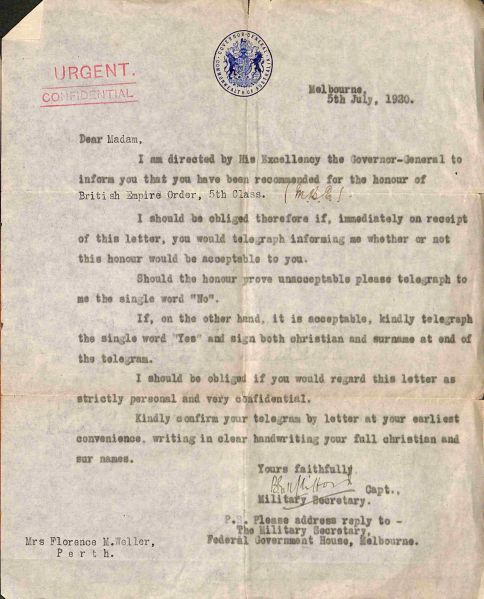 GOVERNOR-GENERAL
COMMONWEALTH OF AUSTRALIA
URGENT.
CONFIDENTIAL
Melbourne,
5th July, 1920.
Dear Madam,
I am directed by His Excellency the Governor-General to
inform you that you have been recommended for the honour of
British Empire Order, 5th Class. (M.B.E.)
I should be obliged therefore if, immediately on receipt
of this letter, you would telegraph informing me whether or not
this honour would be acceptable to you.
Should the honour prove unacceptable please telegraph to
me the single word "No".
If, on the other hand, it is acceptable, kindly telegraph
the single word "Yes" and sign both christian and surname at end of
the telegram.
I should be obliged if you would regard this letter as
strictly personal and very confidential.
Kindly confirm your telegram by letter at your earliest
convenience, writing in clear handwriting your full christian and
sur names.
Yours faithfully
Capt.,
Military Secretary.
P.S. Please address reply to -
The Military Secretary,
Federal Government House, Melbourne.
Mrs Florence M.Weller,
Perth.